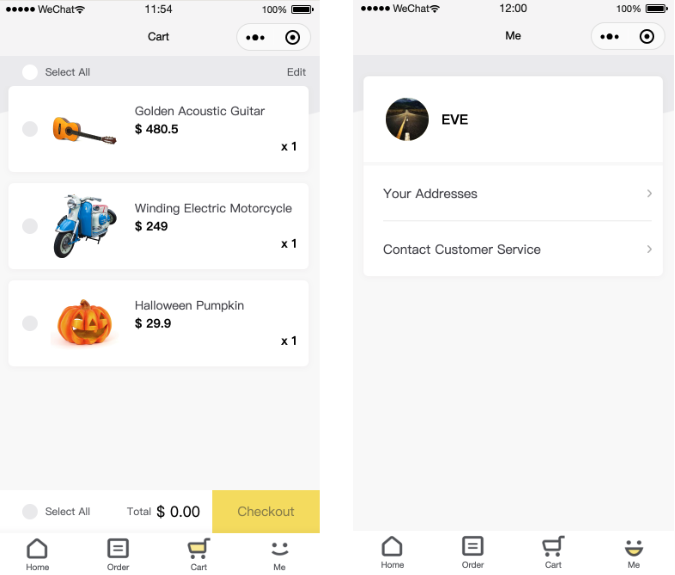 WeChat 11:54 100%
Cart
Select All Edit
Golden Acoustic Guitar
$ 480.5
x 1
Winding Electric Motorcycle
$ 249
x 1
Halloween Pumpkin
$ 29.9
x 1
Select All Total $ 0.00 Checkout
Home Order Cart Me
WeChat 12:00 100%
Me
EVE
Your Addresses
Contact Customer Service
Home Order Cart Me